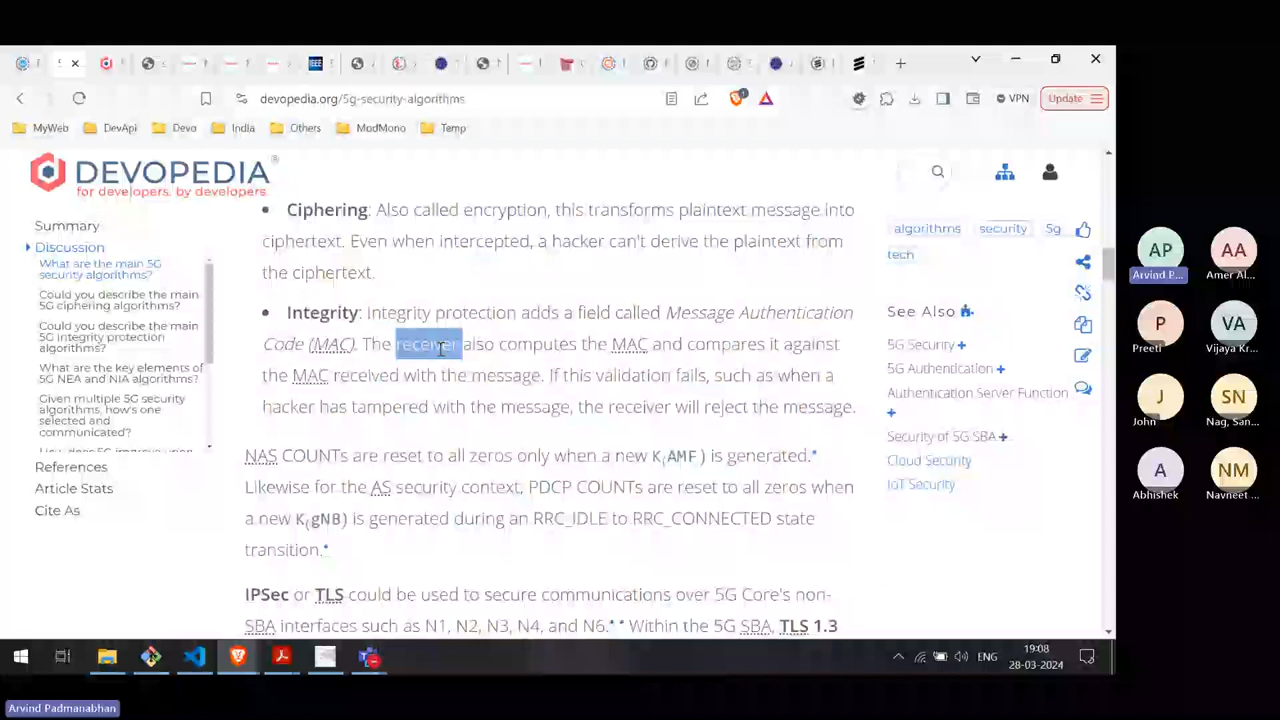 devopedia.org/5g-security-algorithms
VPN
Update
MyWeb
DevApi
Devo
India
Others
ModMono
Temp
DEVOPEDIA
for developers. by developers.
Summary
Discussion
What are the main 5G
security algorithms?
Could you describe the main
5G ciphering algorithms?
Could you describe the main
5G integrity protection
algorithms?
What are the key elements of
5G NEA and NIA algorithms?
Given multiple 5G security
algorithms, how's one
selected and
communicated?
References
Article Stats
Cite As
• Ciphering: Also called encryption, this transforms plaintext message into
ciphertext. Even when intercepted, a hacker can't derive the plaintext from
the ciphertext.
• Integrity: Integrity protection adds a field called Message Authentication
Code (MAC). The receiver also computes the MAC and compares it against
the MAC received with the message. If this validation fails, such as when a
hacker has tampered with the message, the receiver will reject the message.
NAS COUNTs are reset to all zeros only when a new K(AMF) is generated.
Likewise for the AS security context, PDCP COUNTs are reset to all zeros when
a new K(gNB) is generated during an RRC_IDLE to RRC_CONNECTED state
transition.
IPSec or TLS could be used to secure communications over 5G Core's non-
SBA interfaces such as N1, N2, N3, N4, and N6. Within the 5G SBA, TLS 1.3
algorithms
security
5g
tech
See Also
5G Security +
5G Authentication +
Authentication Server Function
+
Security of 5G SBA +
Cloud Security
IoT Security
ENG
19:08
28-03-2024
AP
Arvind P...
AA
Amer Al...
P
Preeti
VA
Vijaya Kr...
J
John
SN
Nag, San...
A
Abhishek
NM
Navneet ...
Arvind Padmanabhan